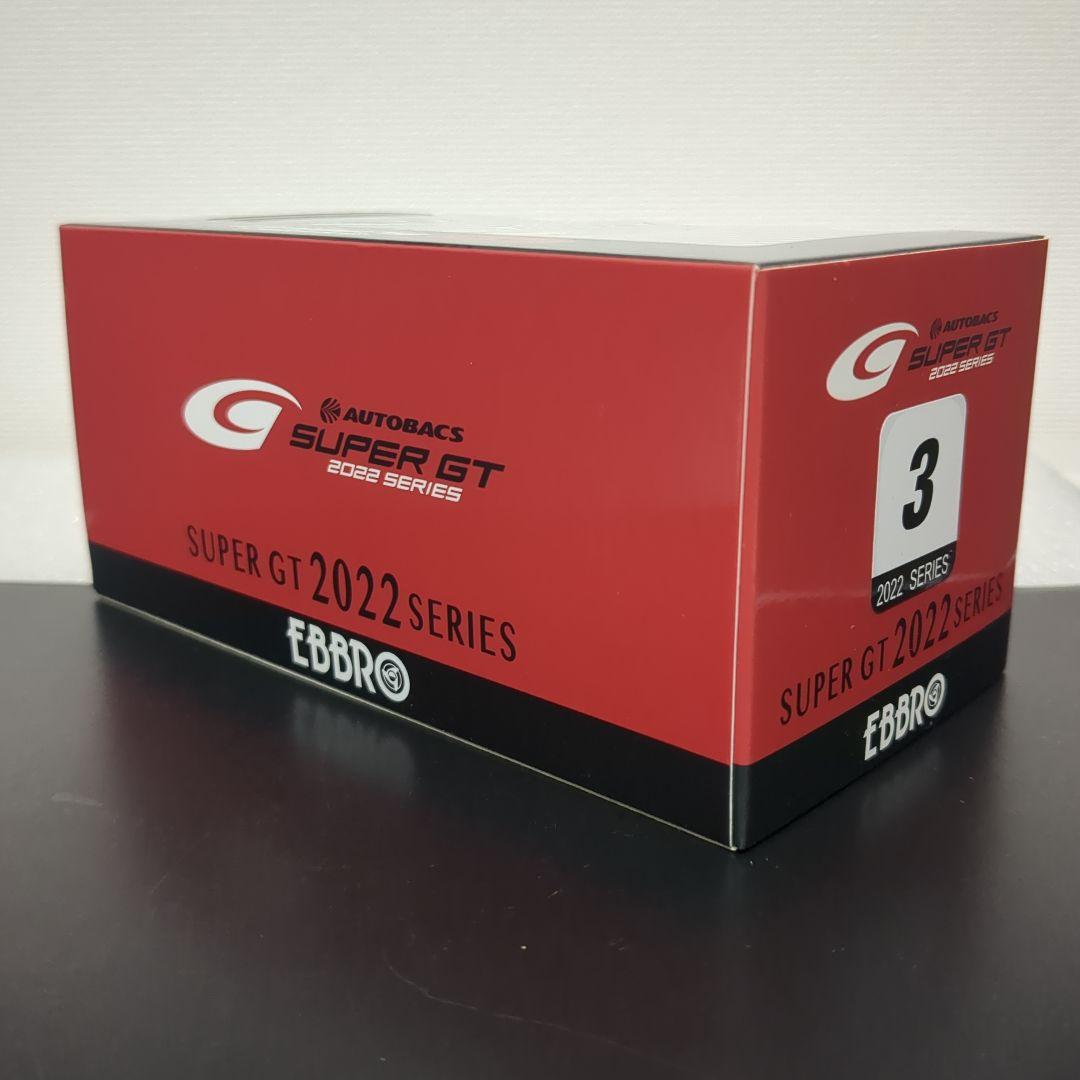 AUTOBACS
SUPER GT
2022 SERIES
SUPER GT 2022 SERIES
EBBRO
AUTOBACS
SUPER GT
2022 SERIES
3
2022 SERIES
SUPER GT 2022 SERIES
EBBRO